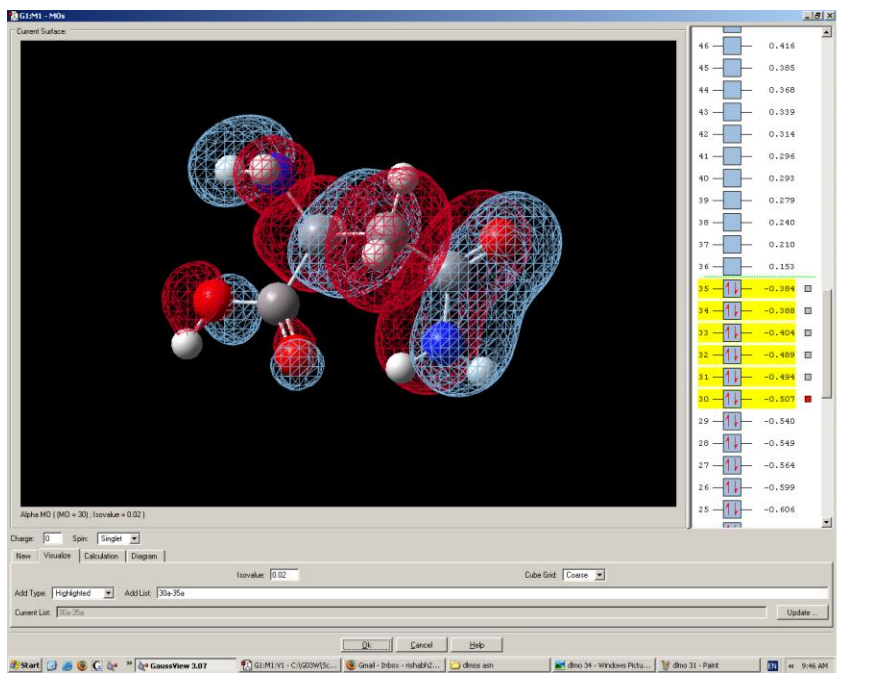 G1:M1 - MOs
Current Surface:
46 0.416
45 0.385
44 0.368
43 0.339
42 0.314
41 0.296
40 0.293
39 0.279
38 0.240
37 0.210
36 0.153
35 -0.384
34 -0.388
33 -0.404
32 -0.489
31 -0.494
30 -0.507
29 -0.540
28 -0.549
27 -0.564
26 -0.599
25 -0.606
Alpha MO ( (MO = 30) ; Isovalue = 0.02 )
Charge: 0 Spin: Singlet
New Visualize Calculation Diagram
Isovalue: 0.02 Cube Grid: Coarse
Add Type: Highlighted Add List: 30a-35a
Current List: 30a-35a Update ...
Ok Cancel Help
Start » GaussView 3.07 G1:M1:V1 - C:\G03W\Sc... Gmail - Inbox - rishabh2... dimos asn dlmo 34 - Windows Pictu... dlmo 31 - Paint EN « 9:46 AM